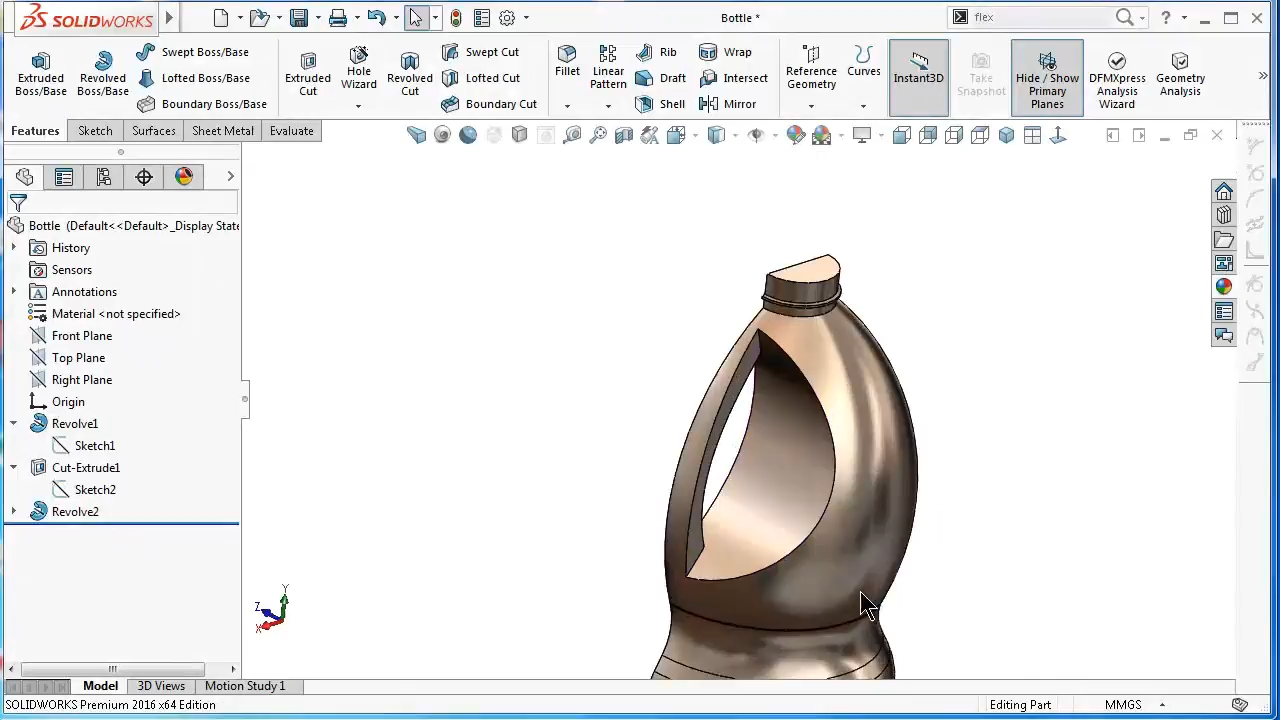 SOLIDWORKS
Bottle *
flex
Extruded Boss/Base
Revolved Boss/Base
Swept Boss/Base
Lofted Boss/Base
Boundary Boss/Base
Extruded Cut
Hole Wizard
Revolved Cut
Swept Cut
Lofted Cut
Boundary Cut
Fillet
Linear Pattern
Rib
Draft
Shell
Wrap
Intersect
Mirror
Reference Geometry
Curves
Instant3D
Take Snapshot
Hide / Show Primary Planes
DFMXpress Analysis Wizard
Geometry Analysis
Features
Sketch
Surfaces
Sheet Metal
Evaluate
Bottle (Default<<Default>_Display State
History
Sensors
Annotations
Material <not specified>
Front Plane
Top Plane
Right Plane
Origin
Revolve1
Sketch1
Cut-Extrude1
Sketch2
Revolve2
Y
Z
X
Model
3D Views
Motion Study 1
SOLIDWORKS Premium 2016 x64 Edition
Editing Part
MMGS